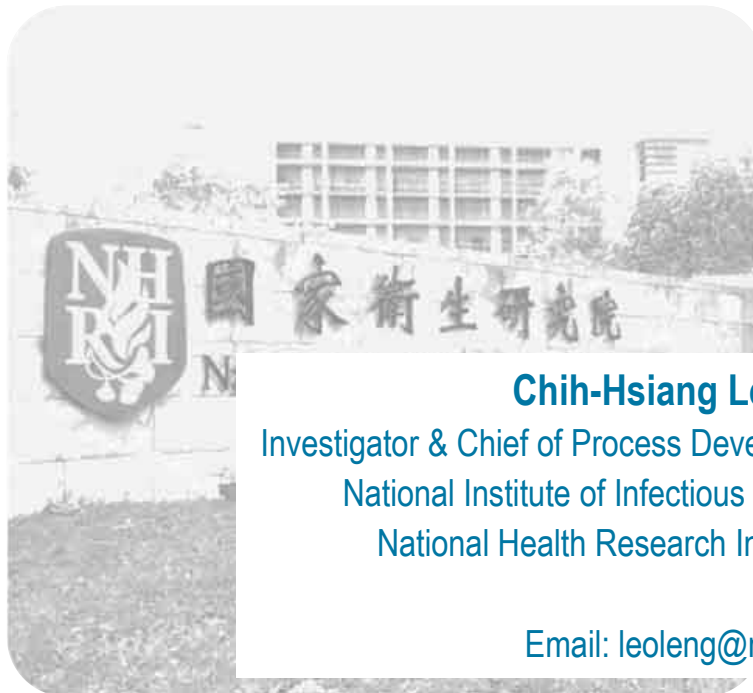 NH
RI
國家衛生研究院
N
Chih-Hsiang Le
Investigator & Chief of Process Deve
National Institute of Infectious
National Health Research In
Email: leoleng@